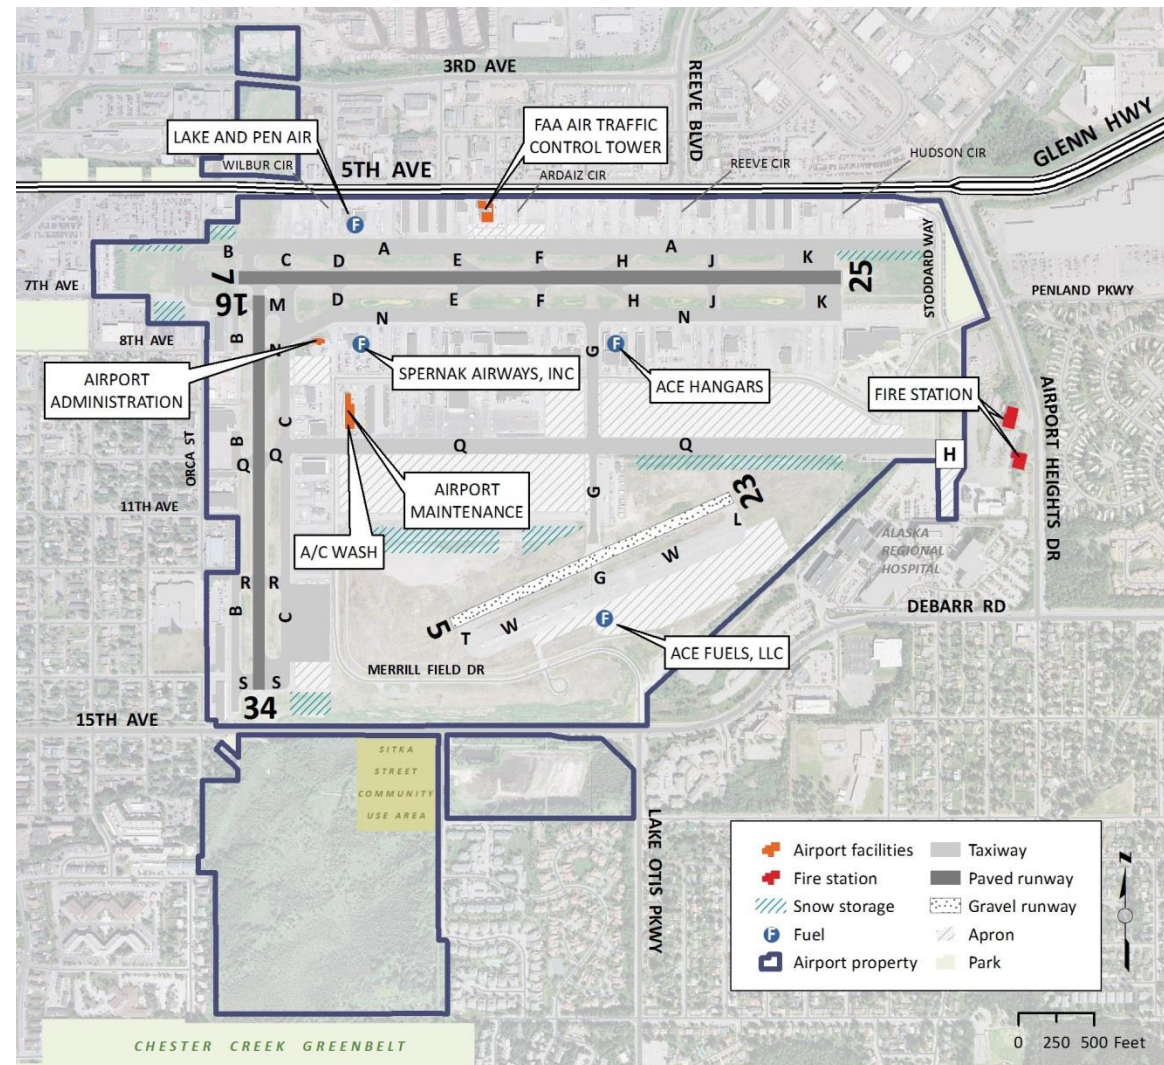 3RD AVE
REEVE BLVD
GLENN HWY
LAKE AND PEN AIR
FAA AIR TRAFFIC
CONTROL TOWER
WILBUR CIR
5TH AVE
ARDAIZ CIR
REEVE CIR
HUDSON CIR
F
B
C
D
A
E
F
H
A
J
K
STODDARD WAY
7
25
7TH AVE
16
M
D
E
F
H
J
K
PENLAND PKWY
N
N
8TH AVE
B
N
F
G
F
AIRPORT
ADMINISTRATION
SPERNAK AIRWAYS, INC
ACE HANGARS
FIRE STATION
AIRPORT HEIGHTS DR
ORCA ST
B
C
Q
Q
Q
Q
H
AIRPORT
MAINTENANCE
G
23
L
11TH AVE
A/C WASH
ALASKA
REGIONAL
HOSPITAL
W
G
B
R
R
C
DEBARR RD
5
T
W
F
ACE FUELS, LLC
MERRILL FIELD DR
S
S
34
15TH AVE
SITKA
STREET
COMMUNITY
USE AREA
LAKE OTIS PKWY
Airport facilities
Fire station
Snow storage
F Fuel
Airport property
Taxiway
Paved runway
Gravel runway
Apron
Park
N
0 250 500 Feet
CHESTER CREEK GREENBELT